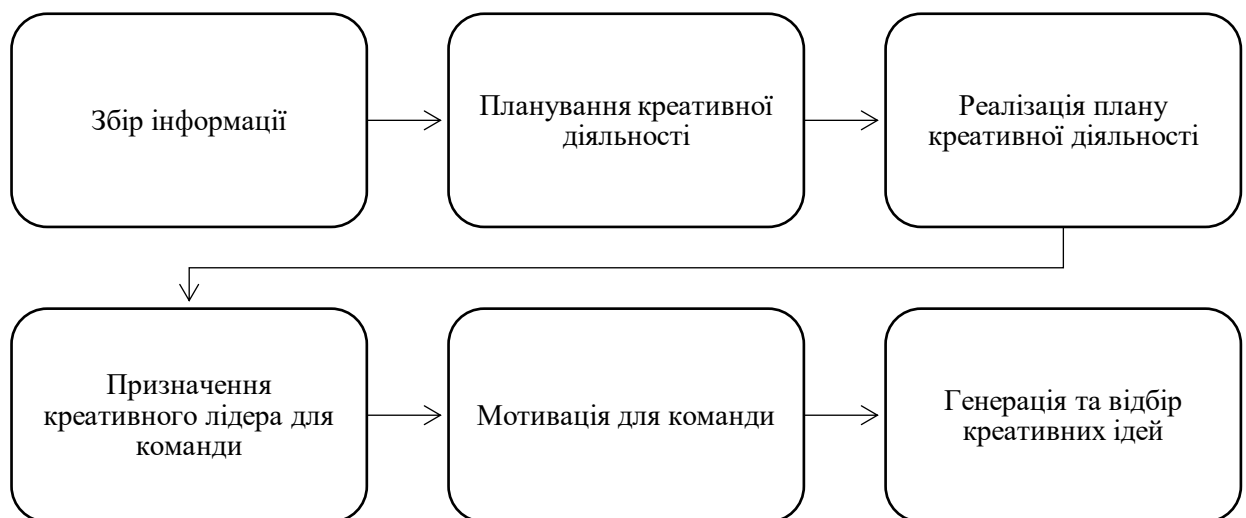 Збір інформації
Планування креативної
діяльності
Реалізація плану
креативної діяльності
Призначення
креативного лідера для
команди
Мотивація для команди
Генерація та відбір
креативних ідей